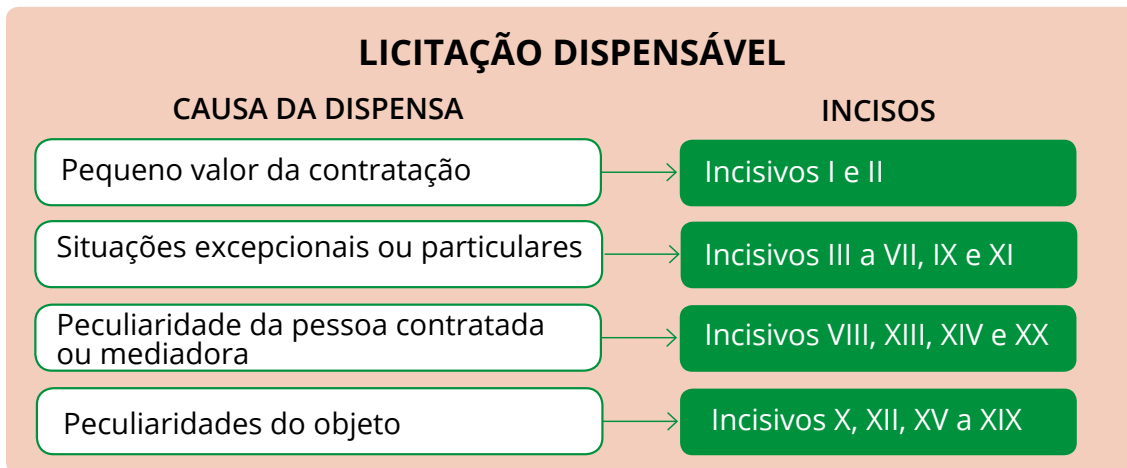 LICITAÇÃO DISPENSÁVEL
CAUSA DA DISPENSA
INCISOS
Pequeno valor da contratação
Incisivos I e II
Situações excepcionais ou particulares
Incisivos III a VII, IX e XI
Peculiaridade da pessoa contratada
ou mediadora
Incisivos VIII, XIII, XIV e XX
Peculiaridades do objeto
Incisivos X, XII, XV a XIX